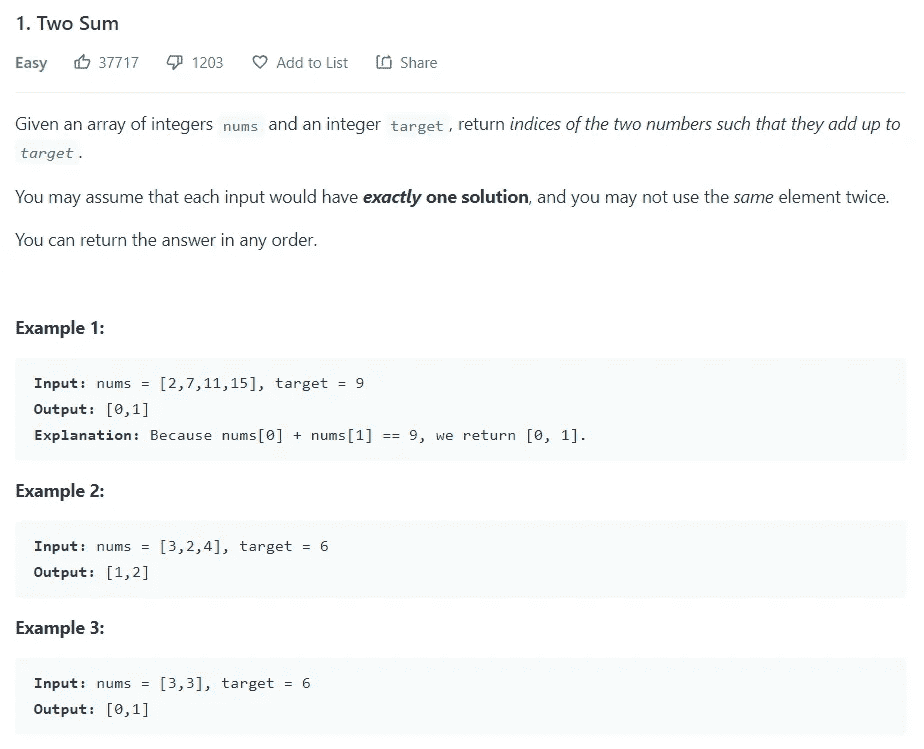 1. Two Sum
Easy 37717 1203 Add to List Share
Given an array of integers nums and an integer target , return indices of the two numbers such that they add up to
target .
You may assume that each input would have exactly one solution, and you may not use the same element twice.
You can return the answer in any order.
Example 1:
Input: nums = [2,7,11,15], target = 9
Output: [0,1]
Explanation: Because nums[0] + nums[1] == 9, we return [0, 1].
Example 2:
Input: nums = [3,2,4], target = 6
Output: [1,2]
Example 3:
Input: nums = [3,3], target = 6
Output: [0,1]